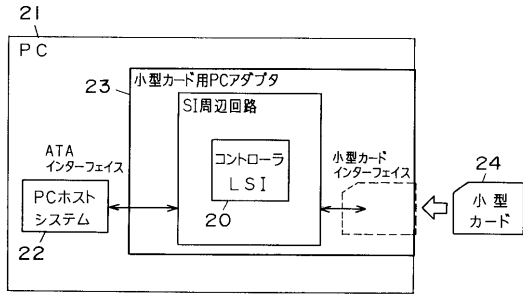 21
PC
23
小型カード用PCアダプタ
SI周辺回路
ATA
インターフェイス
コントローラ
LSI
20
小型カード
インターフェイス
24
小型
カード
PCホスト
システム
22